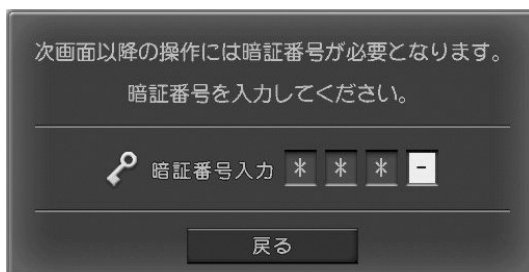 次画面以降の操作には暗証番号が必要となります。
暗証番号を入力してください。
暗証番号入力 * * * -
戻る